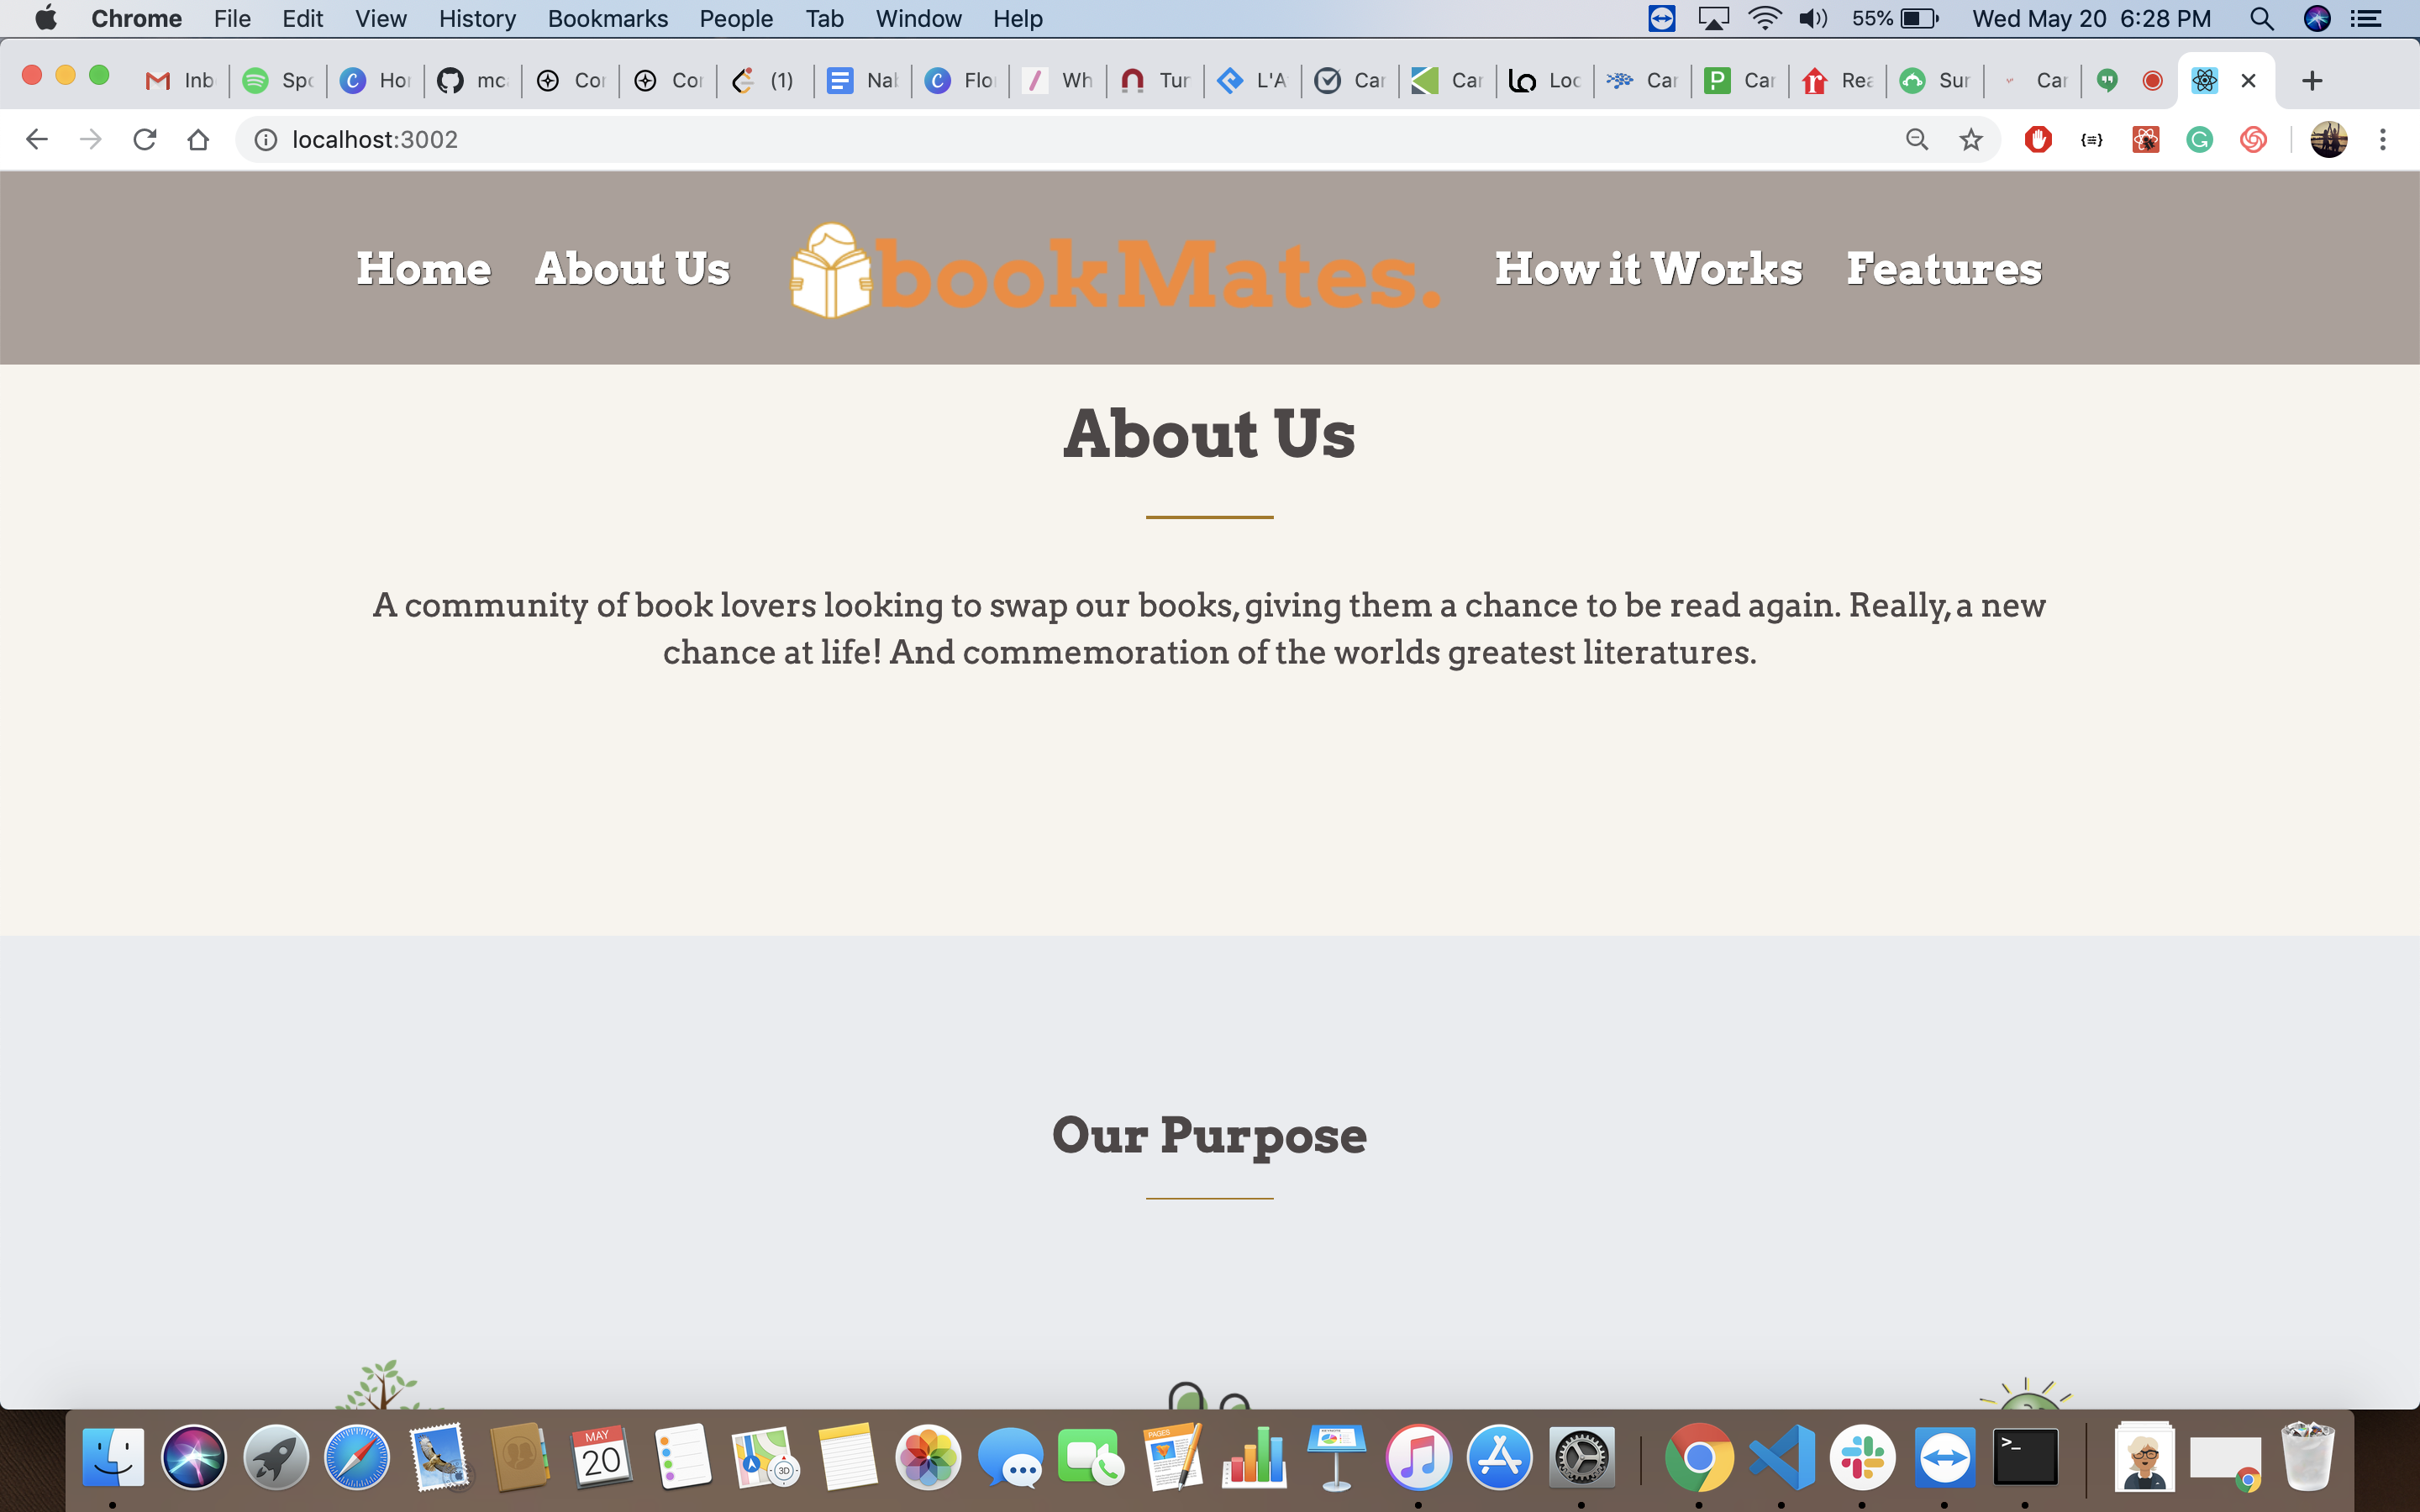 Chrome File Edit View History Bookmarks People Tab Window Help 55% Wed May 20 6:28 PM
Inb Spo Hor mc Cor Cor (1) Nab Flo Wh Tur L'A Car Car Loc Car Car Rea Sur Car
localhost:3002
Home About Us bookMates. How it Works Features
About Us
A community of book lovers looking to swap our books, giving them a chance to be read again. Really, a new
chance at life! And commemoration of the worlds greatest literatures.
Our Purpose
MAY
20
3D
PAGES
>_